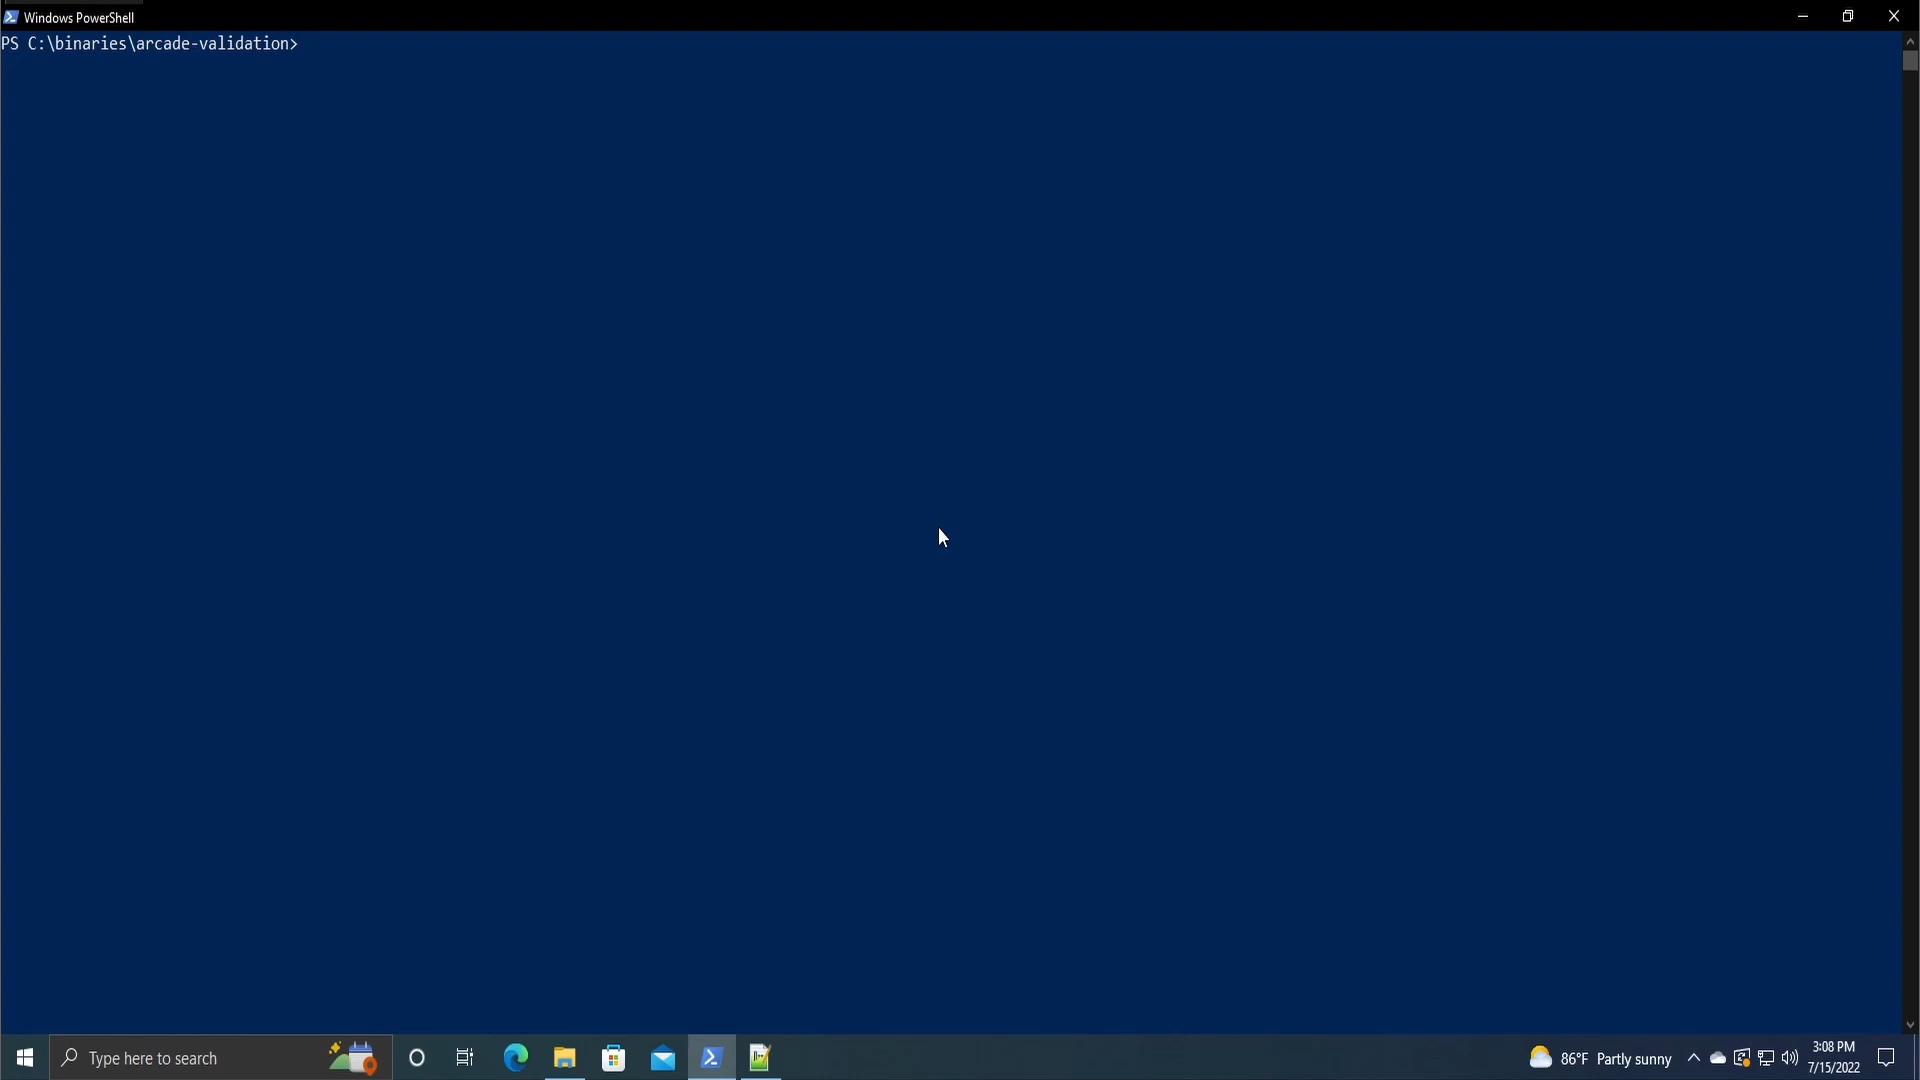 Windows PowerShell
PS C:\binaries\arcade-validation>
Type here to search
86°F Partly sunny
3:08 PM
7/15/2022